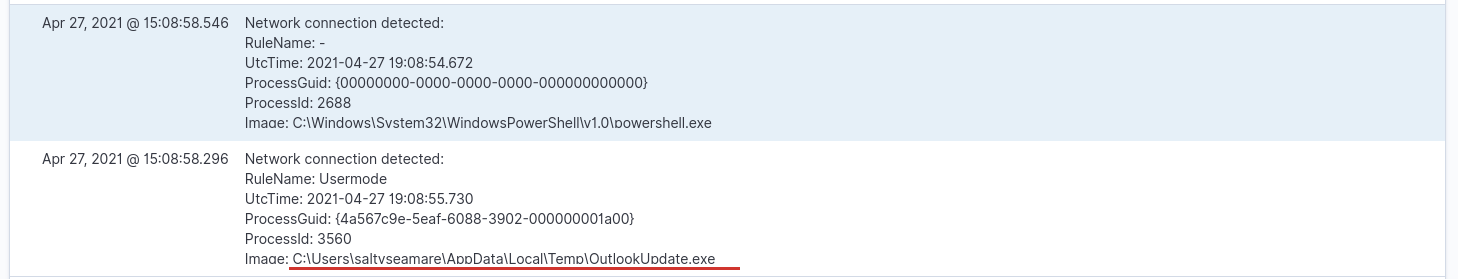 Apr 27, 2021 @ 15:08:58.546 Network connection detected:
RuleName: -
UtcTime: 2021-04-27 19:08:54.672
ProcessGuid: {00000000-0000-0000-0000-000000000000}
ProcessId: 2688
Image: C:\Windows\System32\WindowsPowerShell\v1.0\powershell.exe
Apr 27, 2021 @ 15:08:58.296 Network connection detected:
RuleName: Usermode
UtcTime: 2021-04-27 19:08:55.730
ProcessGuid: {4a567c9e-5eaf-6088-3902-000000001a00}
ProcessId: 3560
Image: C:\Users\saltyseamare\AppData\Local\Temp\OutlookUpdate.exe